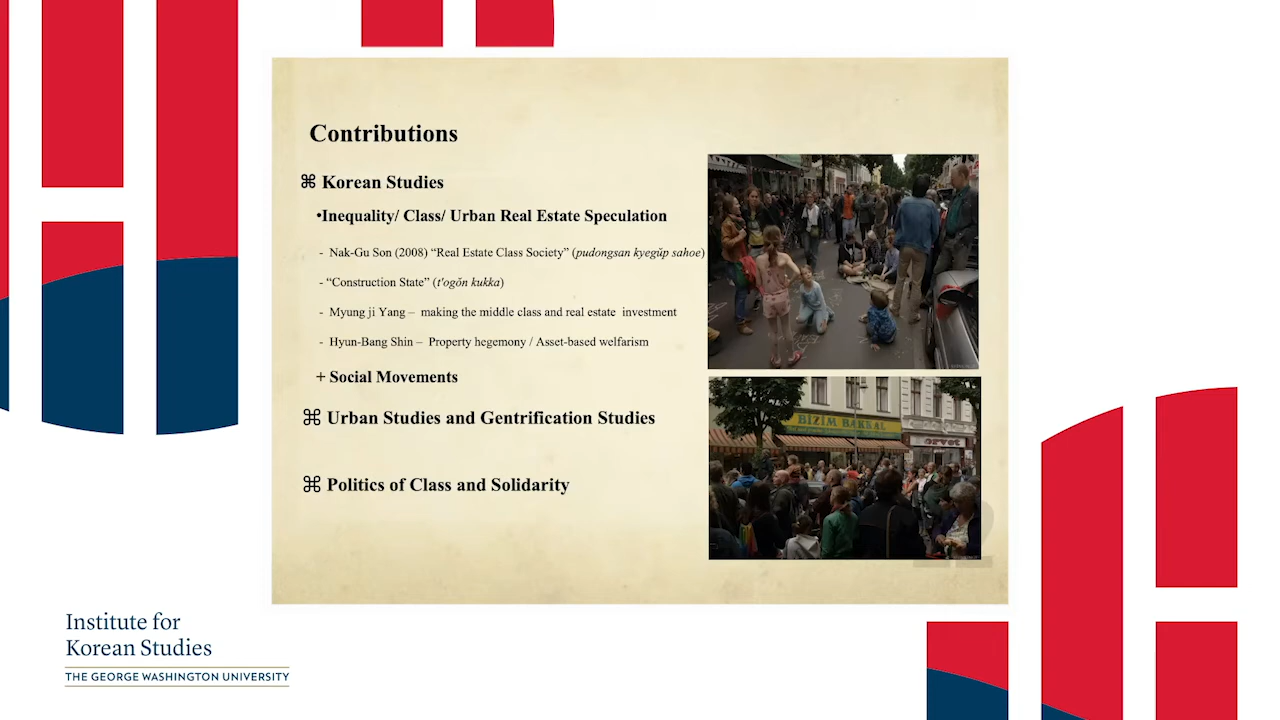 Contributions
⌘ Korean Studies
•Inequality/ Class/ Urban Real Estate Speculation
- Nak-Gu Son (2008) “Real Estate Class Society” (pudongsan kyegŭp sahoe)
- “Construction State” (t'ogŏn kukka)
- Myung ji Yang – making the middle class and real estate investment
- Hyun-Bang Shin – Property hegemony / Asset-based welfarism
+ Social Movements
⌘ Urban Studies and Gentrification Studies
⌘ Politics of Class and Solidarity
BIZIM BAKKAL
orvet
Institute for
Korean Studies
THE GEORGE WASHINGTON UNIVERSITY